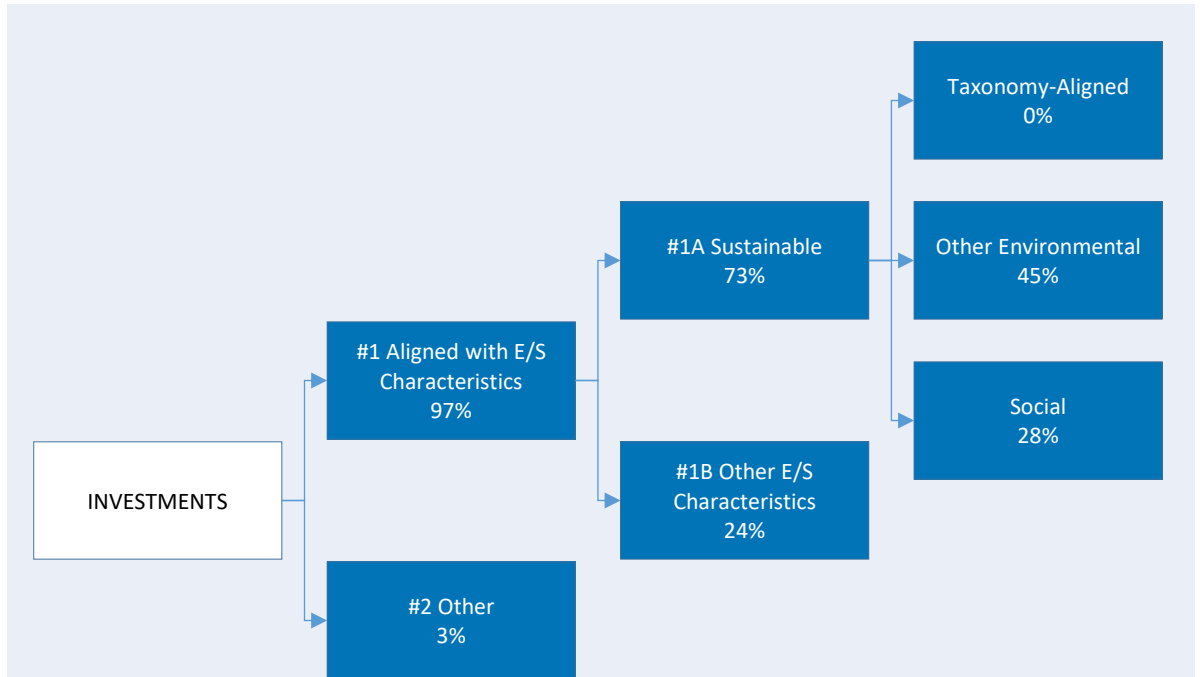 INVESTMENTS
#1 Aligned with E/S
Characteristics
97%
#2 Other
3%
#1A Sustainable
73%
#1B Other E/S
Characteristics
24%
Taxonomy-Aligned
0%
Other Environmental
45%
Social
28%